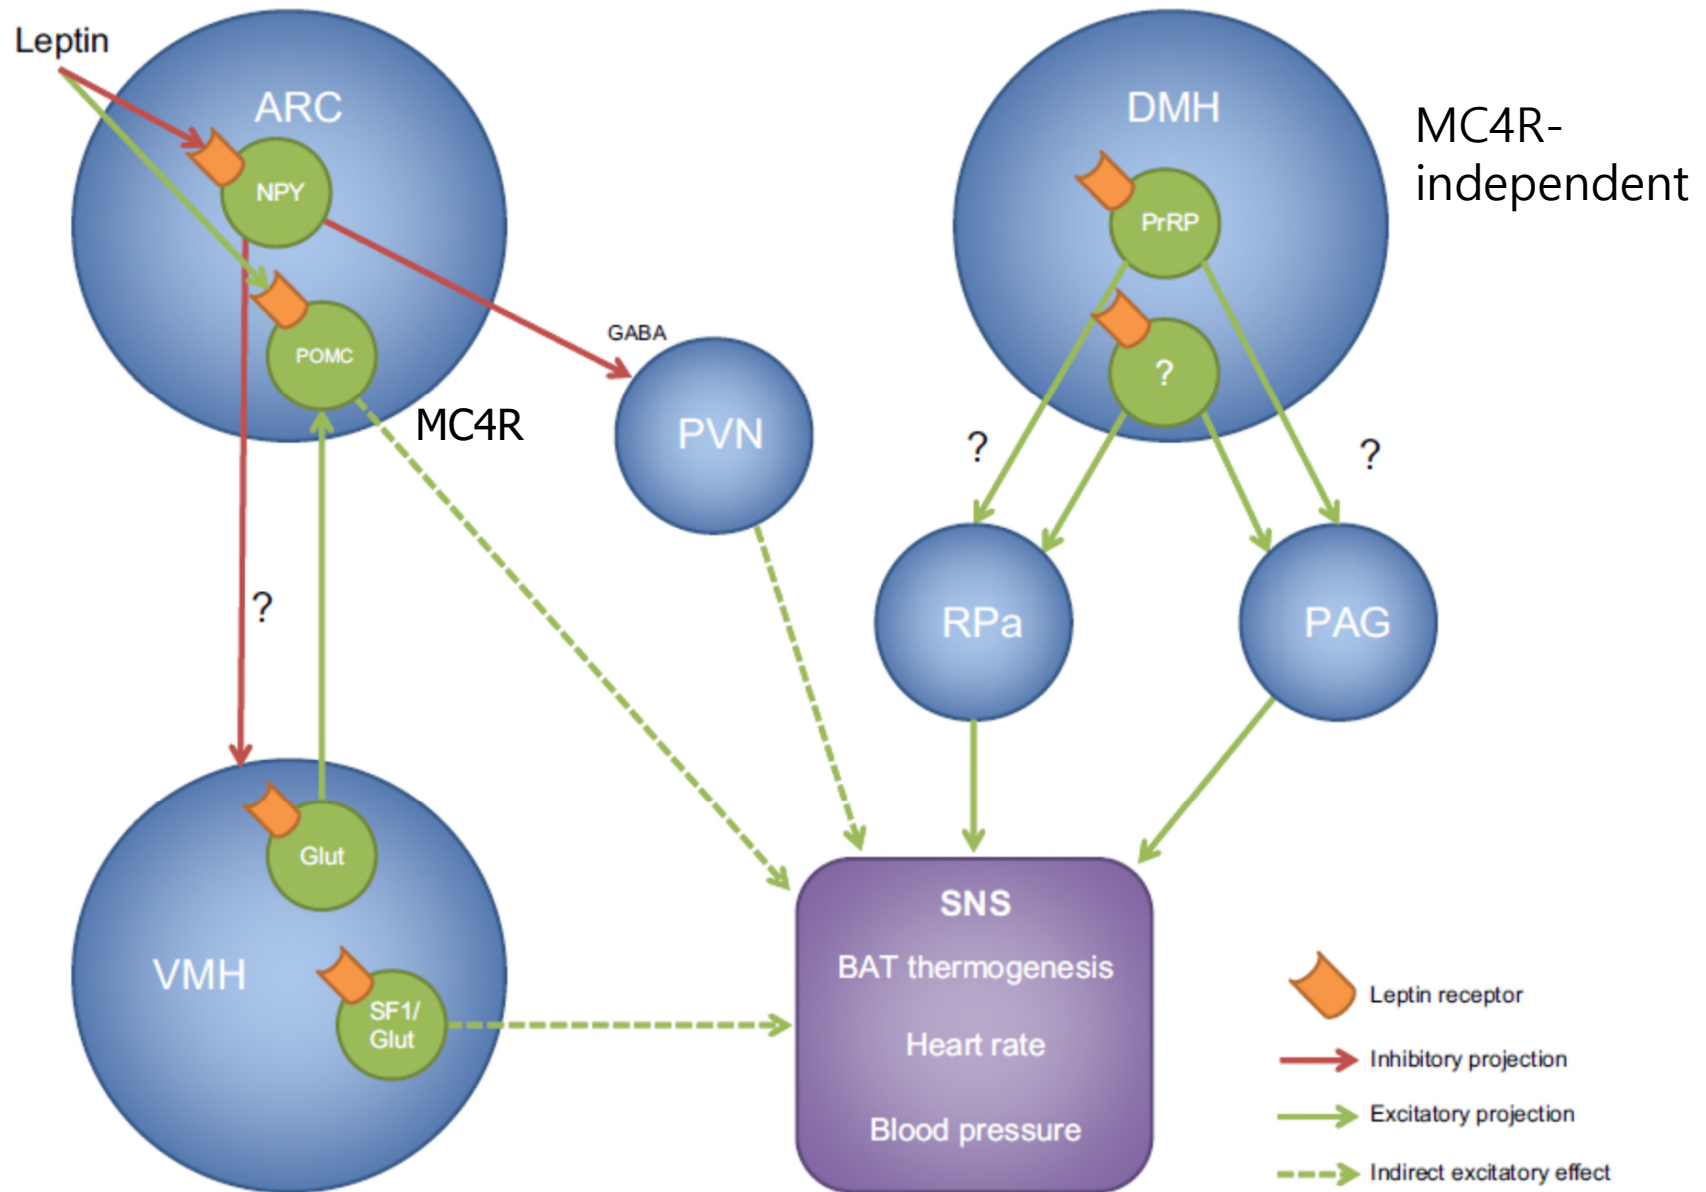 Leptin
ARC
NPY
POMC
MC4R
GABA
PVN
?
DMH
MC4R-
independent
PrRP
?
?
?
RPa
PAG
Glut
VMH
SF1/
Glut
SNS
BAT thermogenesis
Heart rate
Blood pressure
Leptin receptor
Inhibitory projection
Excitatory projection
Indirect excitatory effect